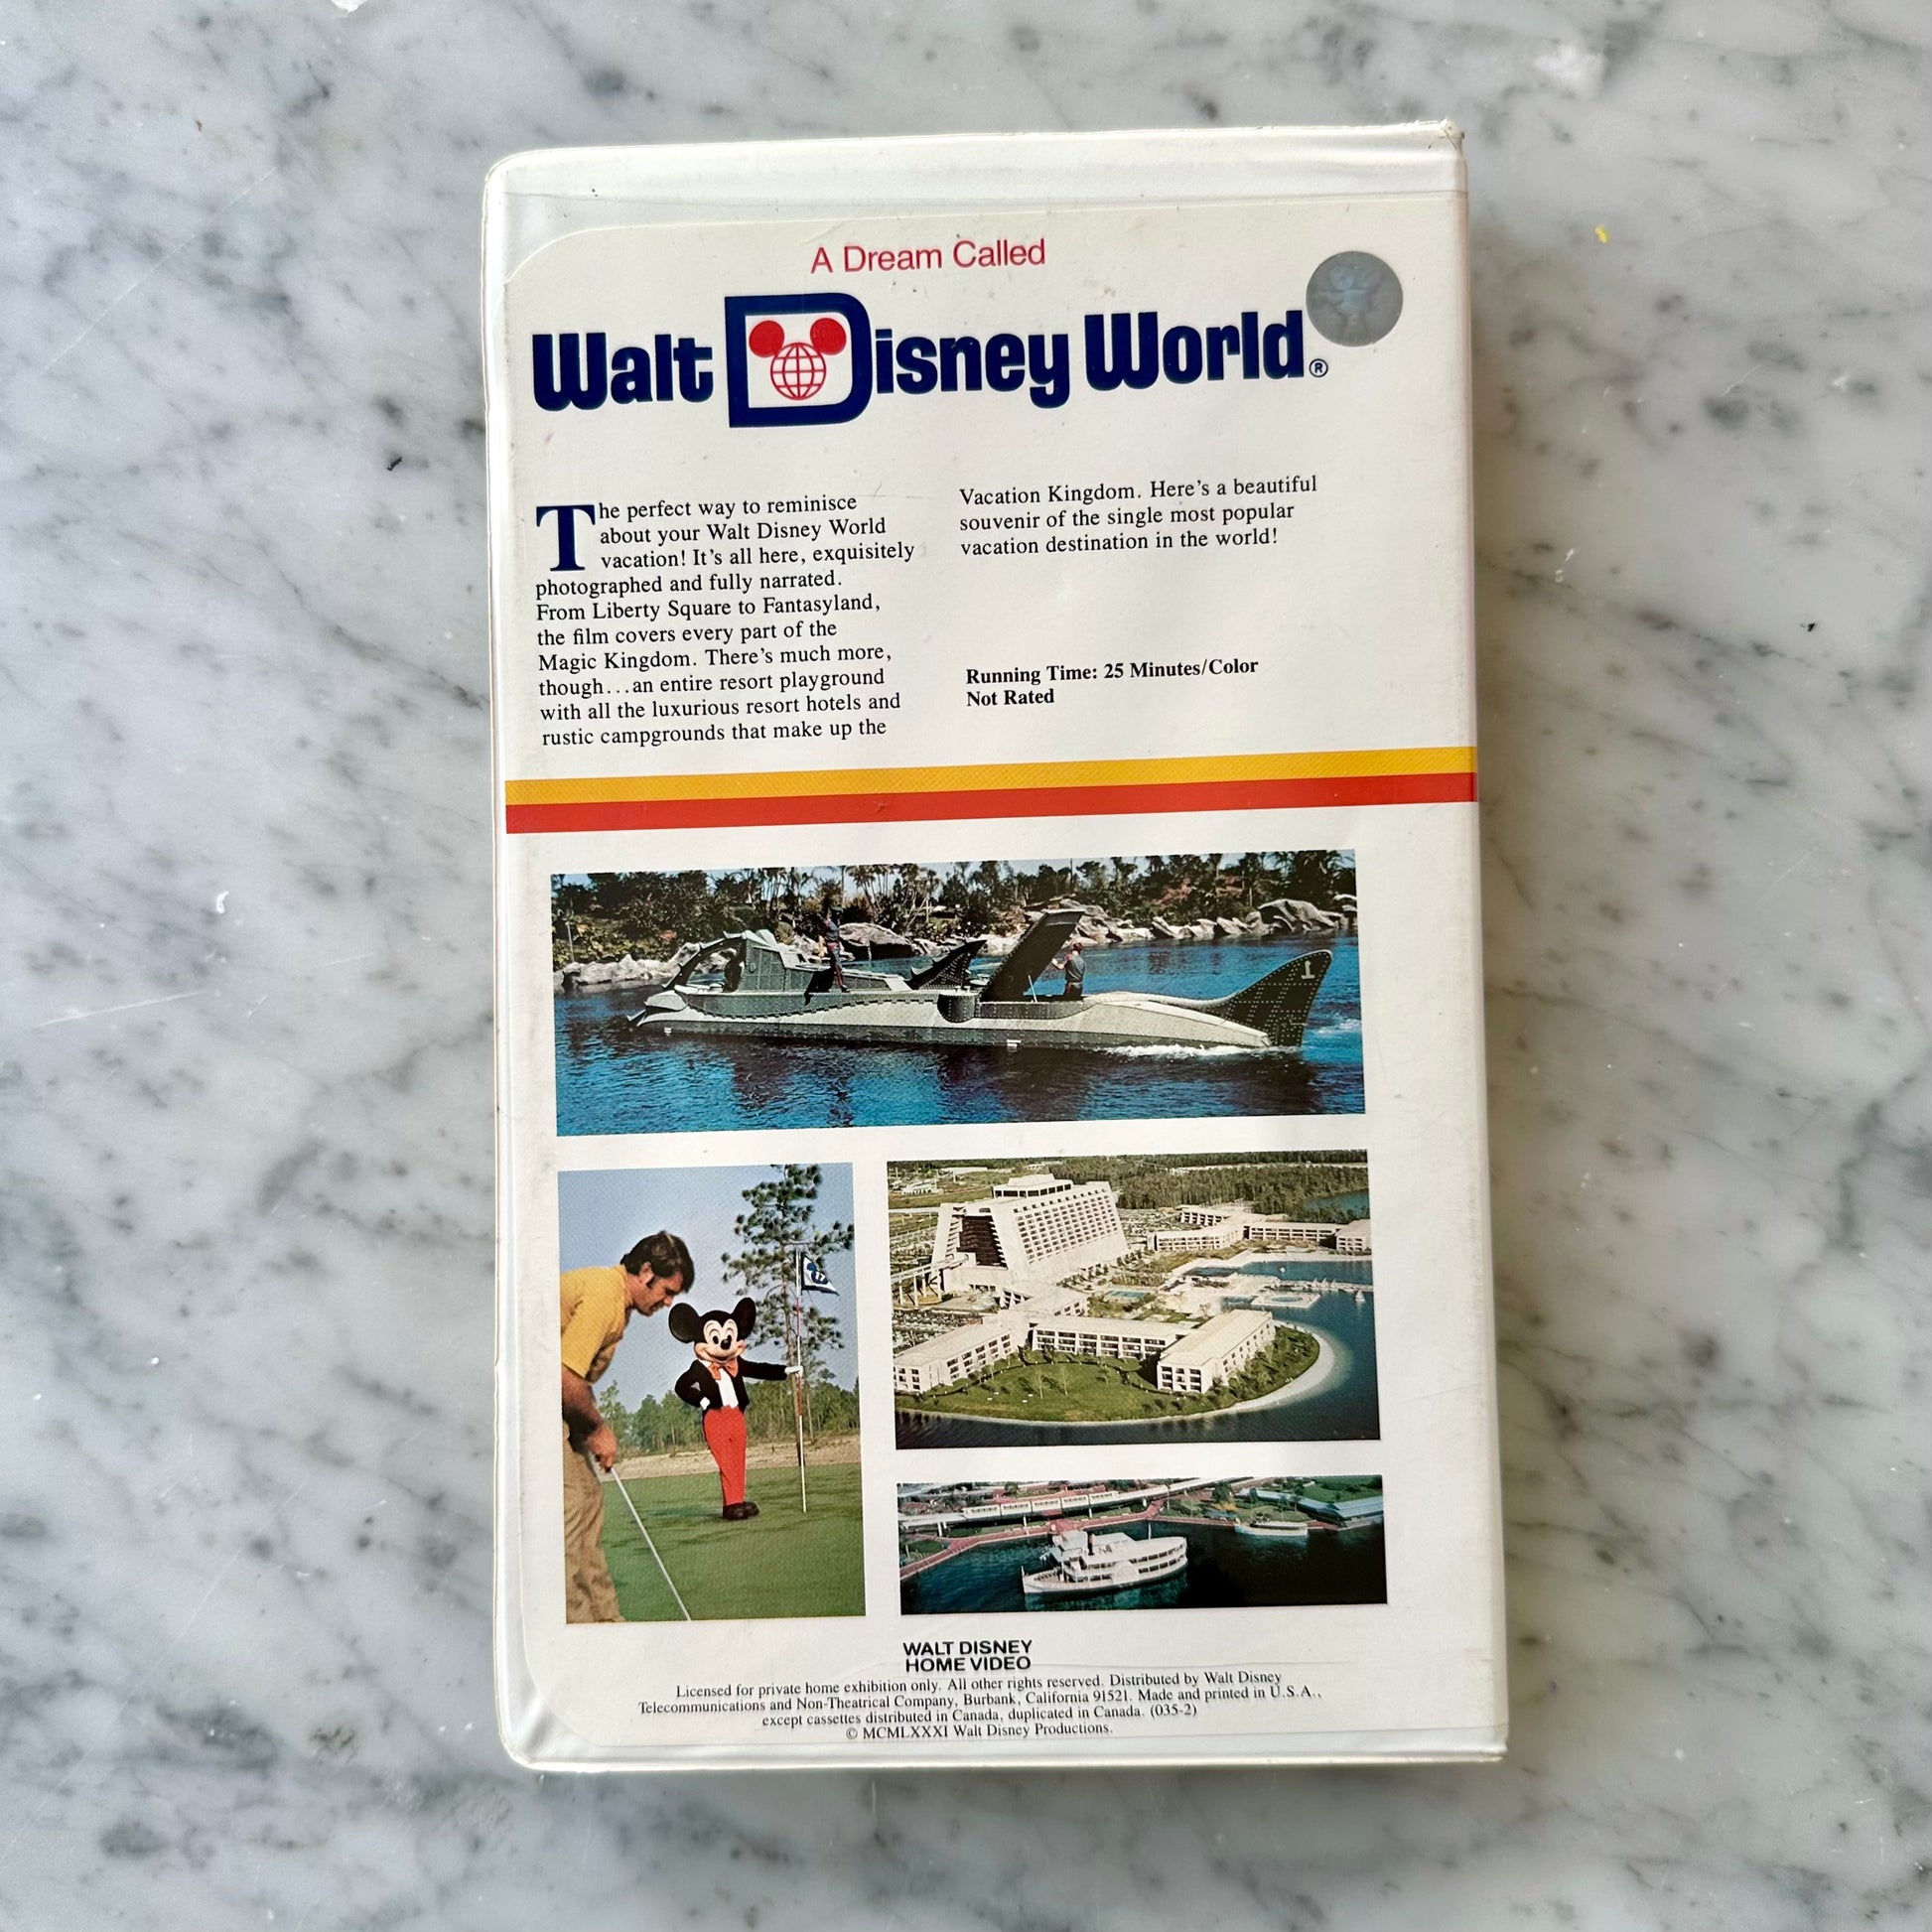 A Dream Called
Walt Disney World®
The perfect way to reminisce
about your Walt Disney World
vacation! It's all here, exquisitely
photographed and fully narrated.
From Liberty Square to Fantasyland,
the film covers every part of the
Magic Kingdom. There's much more,
though...an entire resort playground
with all the luxurious resort hotels and
rustic campgrounds that make up the
Vacation Kingdom. Here's a beautiful
souvenir of the single most popular
vacation destination in the world!
Running Time: 25 Minutes/Color
Not Rated
WALT DISNEY
HOME VIDEO
Licensed for private home exhibition only. All other rights reserved. Distributed by Walt Disney
Telecommunications and Non-Theatrical Company, Burbank, California 91521. Made and printed in U.S.A.,
except cassettes distributed in Canada, duplicated in Canada. (035-2)
© MCMLXXXI Walt Disney Productions.